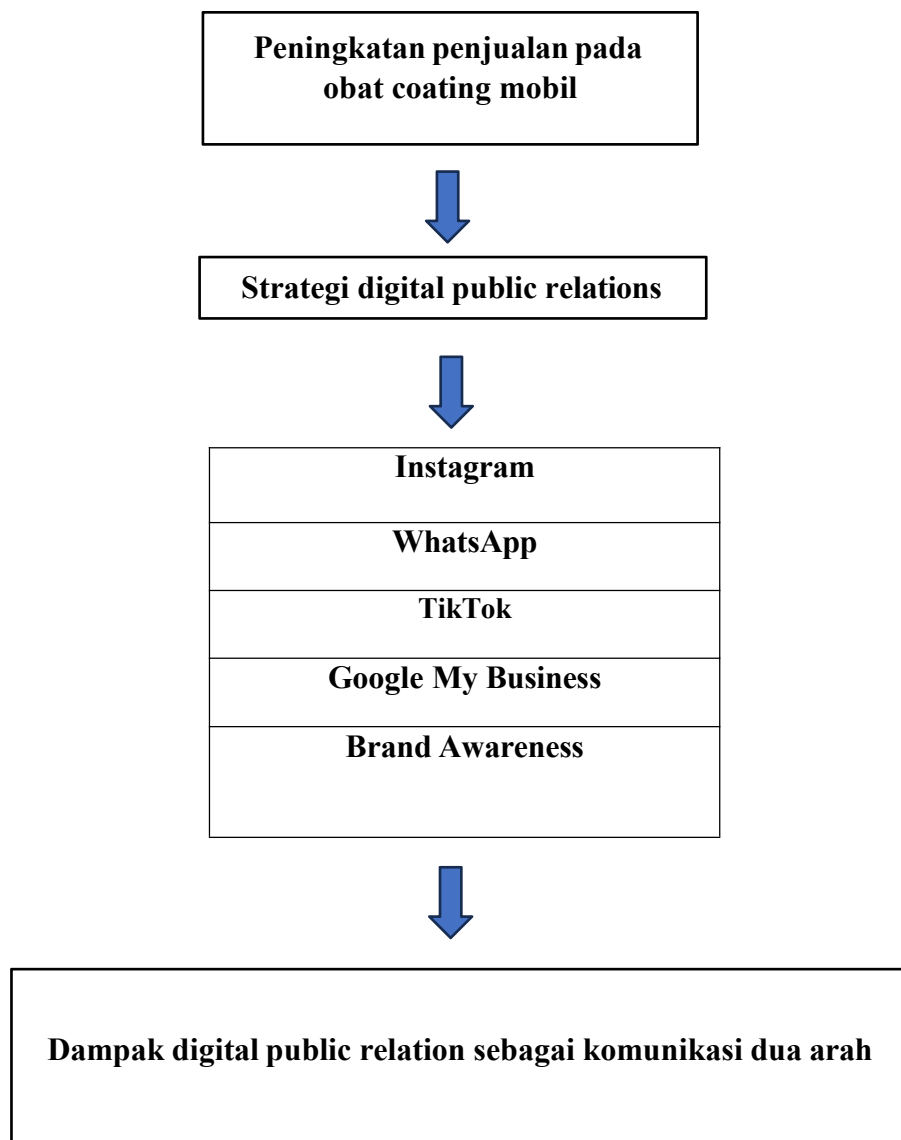 Peningkatan penjualan pada
obat coating mobil
Strategi digital public relations
Instagram
WhatsApp
TikTok
Google My Business
Brand Awareness
Dampak digital public relation sebagai komunikasi dua arah